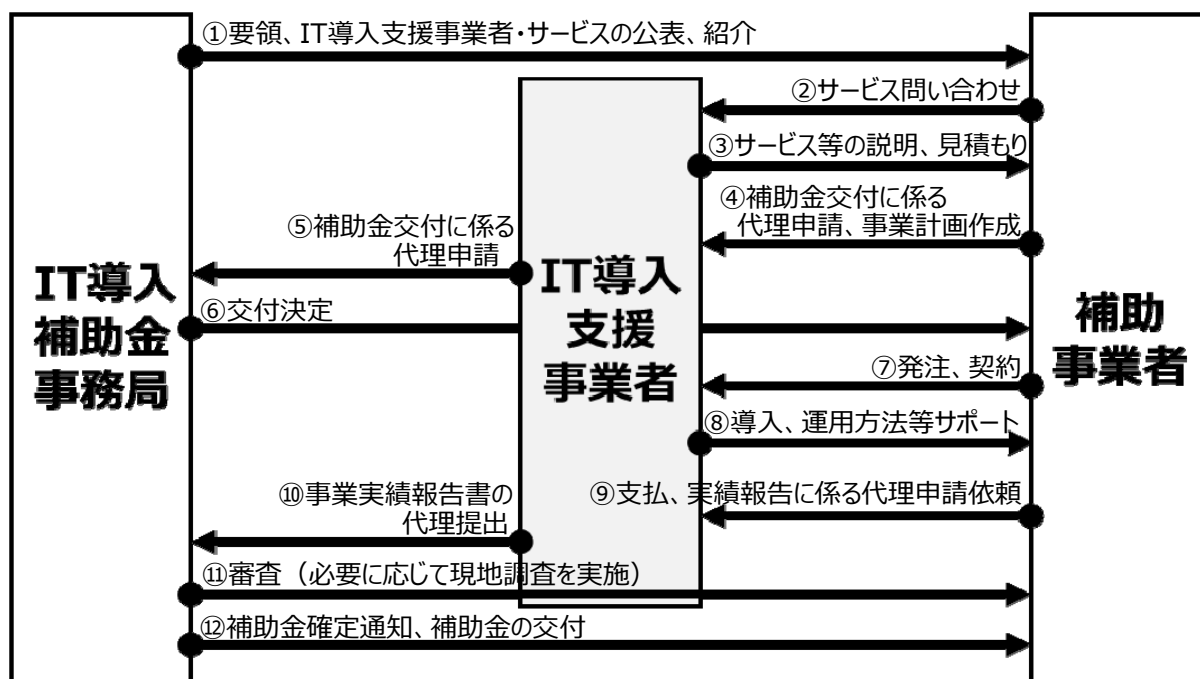 ①要領、IT導入支援事業者・サービスの公表、紹介
②サービス問い合わせ
③サービス等の説明、見積もり
④補助金交付に係る
代理申請、事業計画作成
⑤補助金交付に係る
代理申請
IT導入
補助金
事務局
IT導入
支援
事業者
補助
事業者
⑥交付決定
⑦発注、契約
⑧導入、運用方法等サポート
⑨支払、実績報告に係る代理申請依頼
⑩事業実績報告書の
代理提出
⑪審査（必要に応じて現地調査を実施）
⑫補助金確定通知、補助金の交付